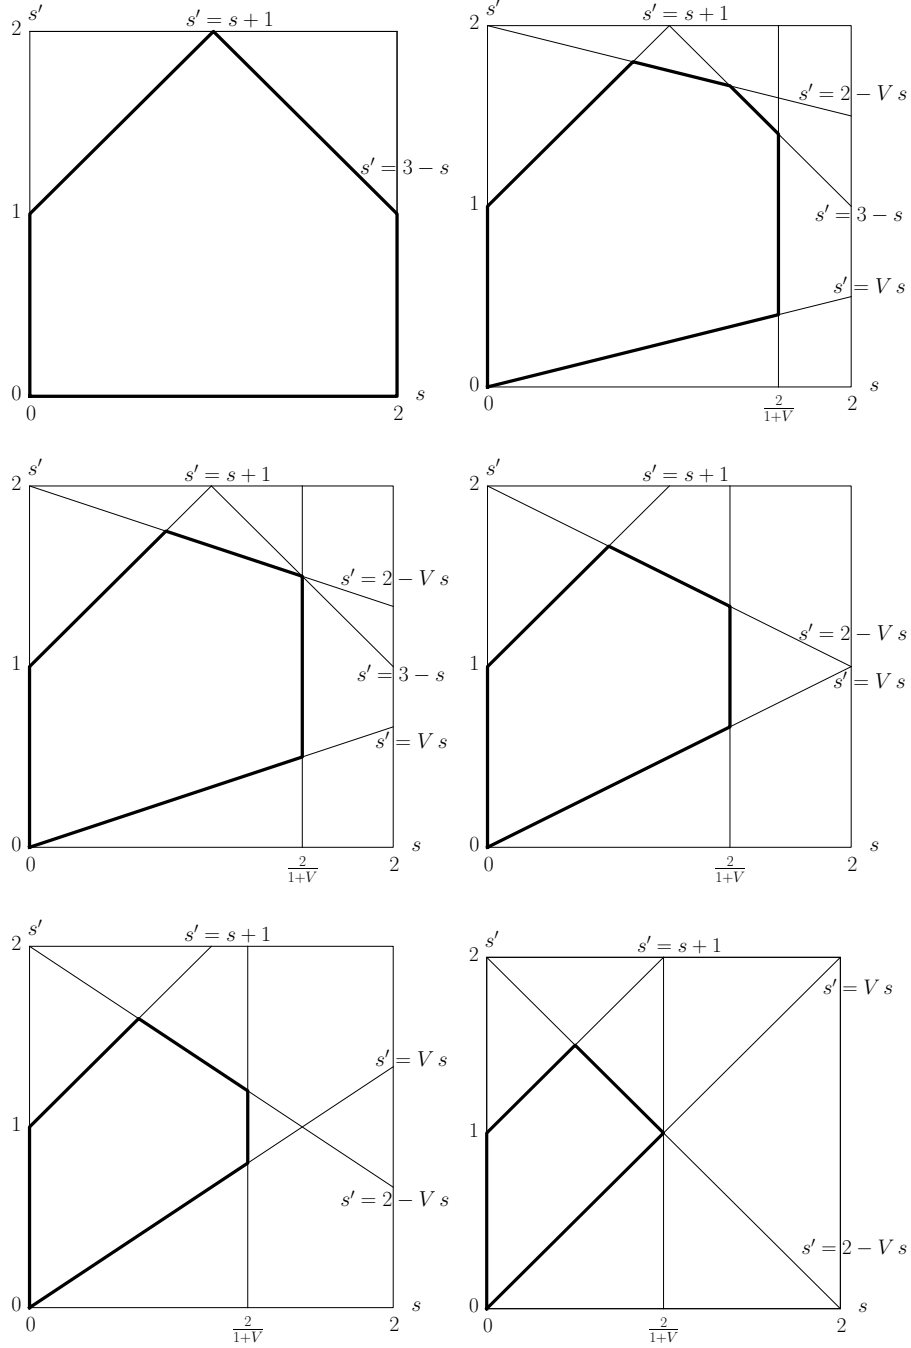 s′
2
s′ = s + 1
s′ = 3 − s
1
0
s
0
2
s′
2
s′ = s + 1
s′ = 2 − V s
1
s′ = 3 − s
s′ = V s
0
s
0
2/(1+V)
2
s′
2
s′ = s + 1
s′ = 2 − V s
1
s′ = 3 − s
s′ = V s
0
s
0
2/(1+V)
2
s′
2
s′ = s + 1
s′ = 2 − V s
1
s′ = V s
0
s
0
2/(1+V)
2
s′
2
s′ = s + 1
s′ = V s
1
s′ = 2 − V s
0
s
0
2/(1+V)
2
s′
2
s′ = s + 1
s′ = V s
1
s′ = 2 − V s
0
s
0
2/(1+V)
2